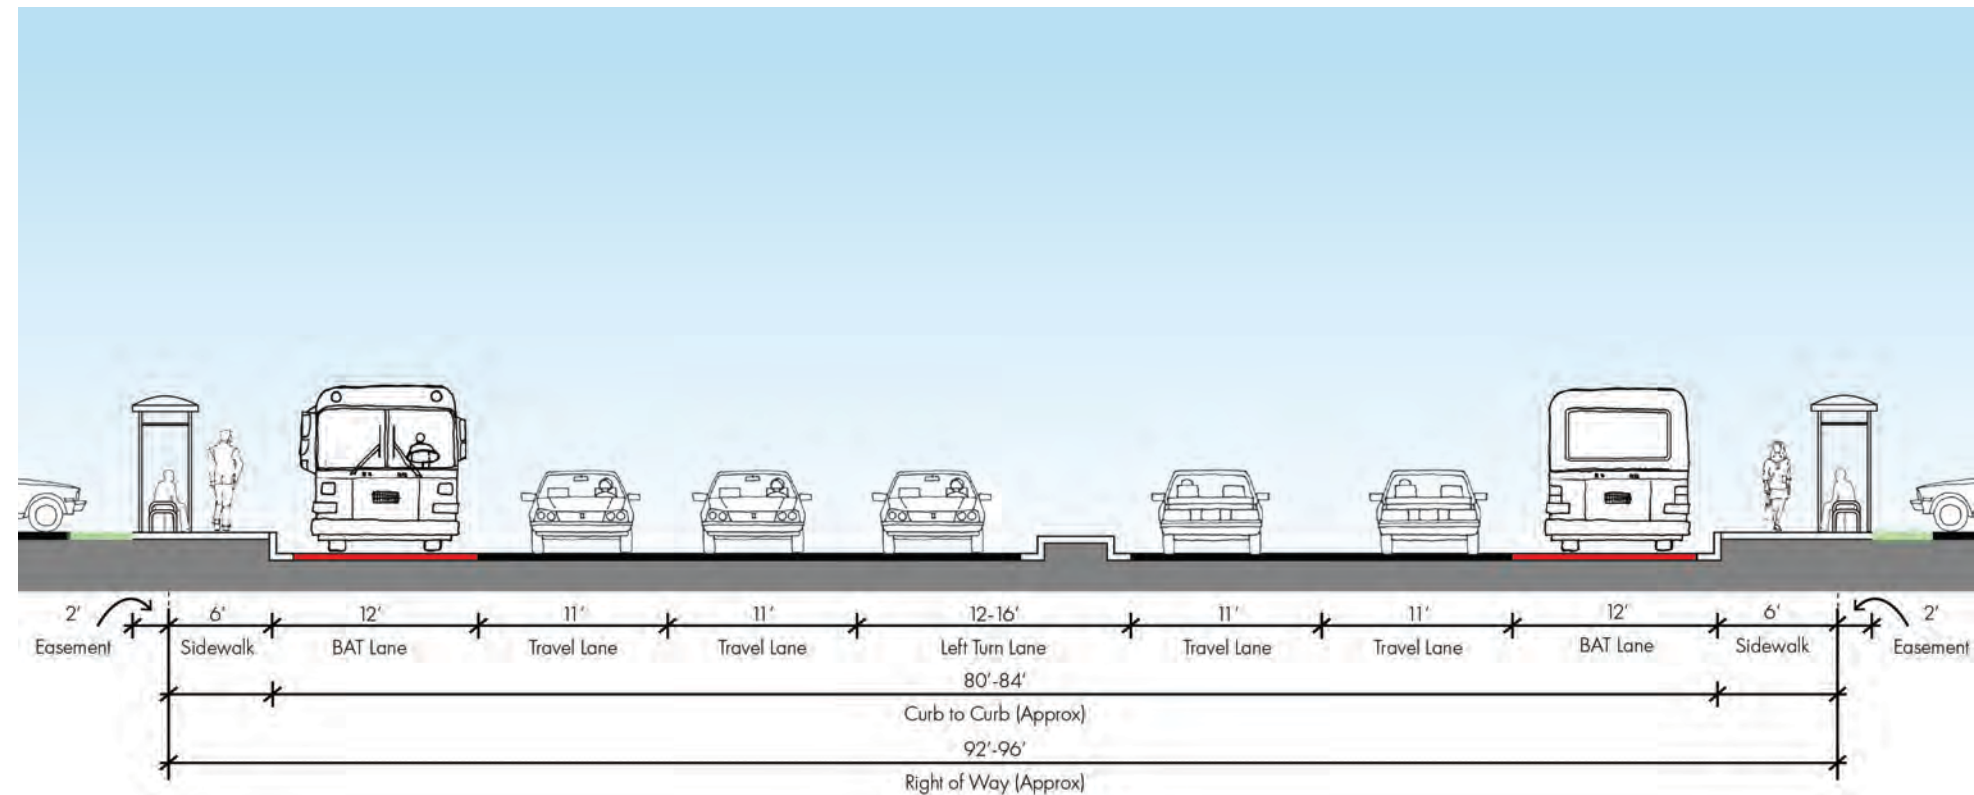 2' 6' 12' 11' 11' 12-16' 11' 11' 12' 6' 2'
Easement Sidewalk BAT Lane Travel Lane Travel Lane Left Turn Lane Travel Lane Travel Lane BAT Lane Sidewalk Easement
80'-84'
Curb to Curb (Approx)
92'-96'
Right of Way (Approx)